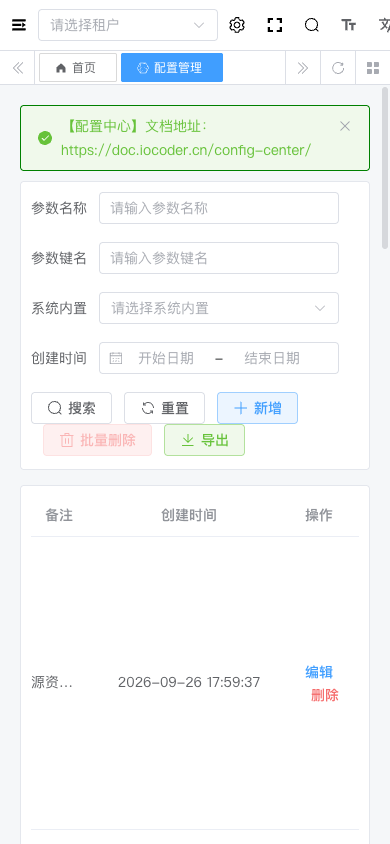 请选择租户
首页
配置管理
【配置中心】文档地址：
https://doc.iocoder.cn/config-center/
参数名称
请输入参数名称
参数键名
请输入参数键名
系统内置
请选择系统内置
创建时间
开始日期
-
结束日期
搜索
重置
新增
批量删除
导出
备注
创建时间
操作
源资...
2026-09-26 17:59:37
编辑
删除